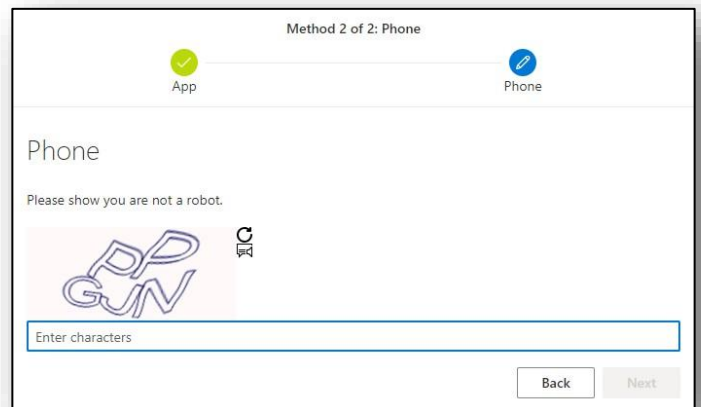 Method 2 of 2: Phone
App
Phone
Phone
Please show you are not a robot.
Enter characters
Back
Next